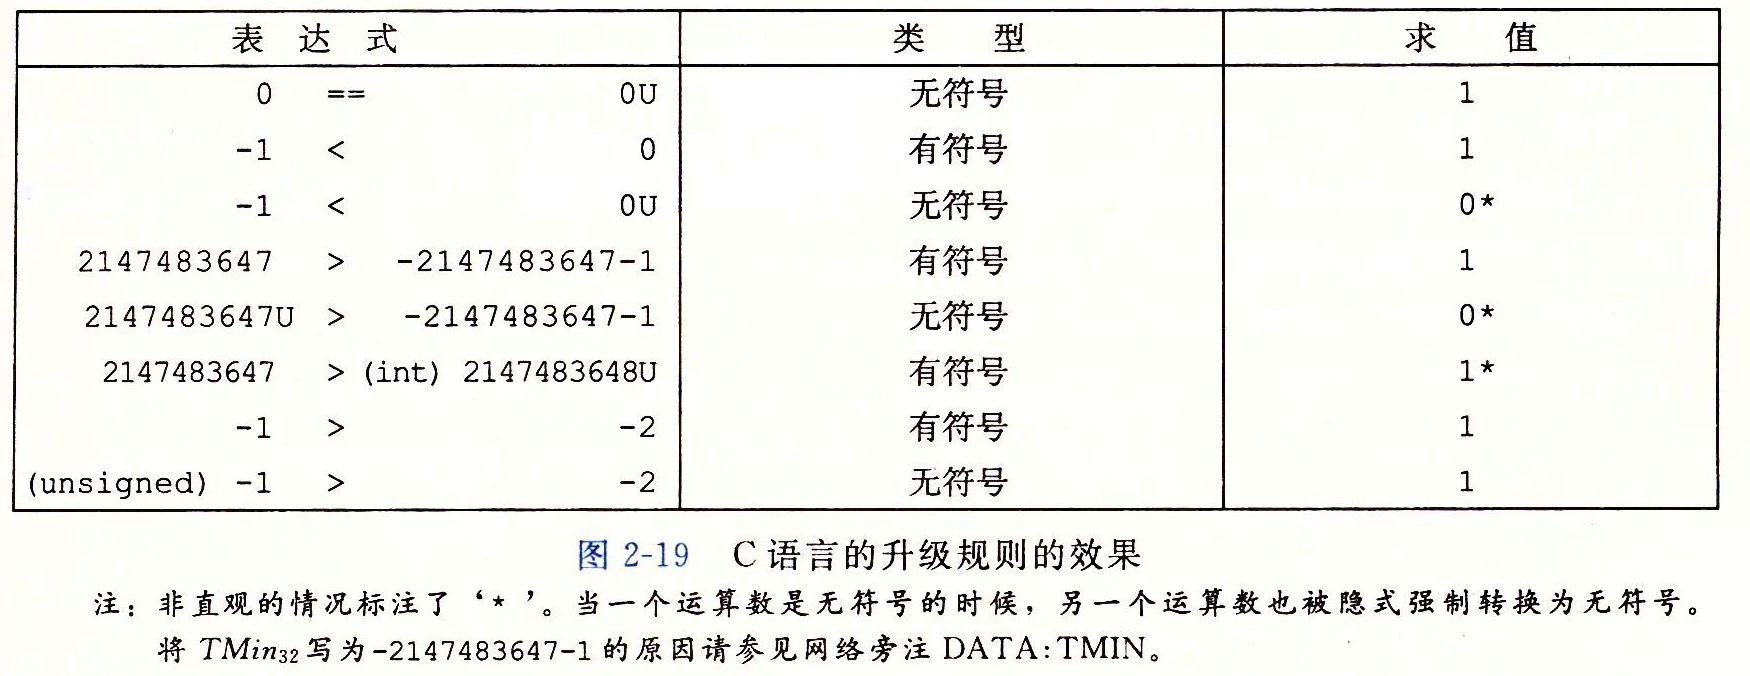 表 达 式 类 型 求 值
0 == 0U 无符号 1
-1 < 0 有符号 1
-1 < 0U 无符号 0*
2147483647 > -2147483647-1 有符号 1
2147483647U > -2147483647-1 无符号 0*
2147483647 > (int) 2147483648U 有符号 1*
-1 > -2 有符号 1
(unsigned) -1 > -2 无符号 1
图 2-19 C 语言的升级规则的效果
注：非直观的情况标注了‘*’。当一个运算数是无符号的时候，另一个运算数也被隐式强制转换为无符号。
将 TMin32 写为-2147483647-1 的原因请参见网络旁注 DATA:TMIN。